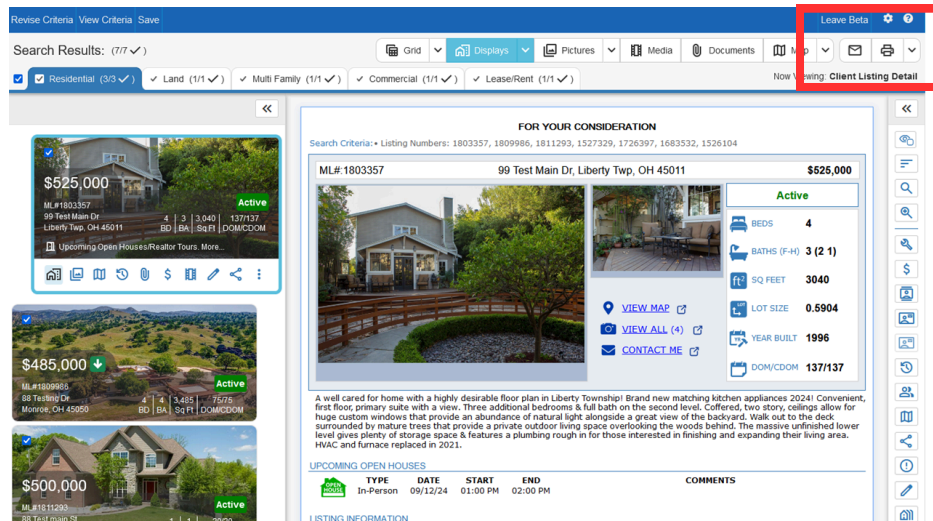 Revise Criteria View Criteria Save
Leave Beta
Search Results: (7/7 ✓)
Grid Displays Pictures Media Documents Map
Residential (3/3 ✓) Land (1/1 ✓) Multi Family (1/1 ✓) Commercial (1/1 ✓) Lease/Rent (1/1 ✓)
Now Viewing: Client Listing Detail
$525,000
ML#1803357
Active
99 Test Main Dr
Liberty Twp, OH 45011
4 | 3 | 3,040 | 137/137
BD | BA | Sq Ft | DOM/CDOM
Upcoming Open Houses/Realtor Tours. More...
$485,000
ML#1809986
Active
88 Testing Dr
Monroe, OH 45050
4 | 4 | 3,485 | 75/75
BD | BA | Sq Ft | DOM/CDOM
$500,000
ML#1811293
Active
88 Test main St
FOR YOUR CONSIDERATION
Search Criteria:• Listing Numbers: 1803357, 1809986, 1811293, 1527329, 1726397, 1683532, 1526104
ML#:1803357 99 Test Main Dr, Liberty Twp, OH 45011 $525,000
Active
BEDS 4
BATHS (F-H) 3 (2 1)
ft² SQ FEET 3040
LOT LOT SIZE 0.5904
YEAR BUILT 1996
DOM/CDOM 137/137
VIEW MAP
VIEW ALL (4)
CONTACT ME
A well cared for home with a highly desirable floor plan in Liberty Township! Brand new matching kitchen appliances 2024! Convenient,
first floor, primary suite with a view. Three additional bedrooms & full bath on the second level. Coffered, two story, ceilings allow for
huge custom windows that provide an abundance of natural light alongside a great view of the backyard. Walk out to the deck
surrounded by mature trees that provide a private outdoor living space overlooking the woods behind. The massive unfinished lower
level gives plenty of storage space & features a plumbing rough in for those interested in finishing and expanding their living area.
HVAC and furnace replaced in 2021.
UPCOMING OPEN HOUSES
TYPE DATE START END COMMENTS
OPEN HOUSE In-Person 09/12/24 01:00 PM 02:00 PM
LISTING INFORMATION